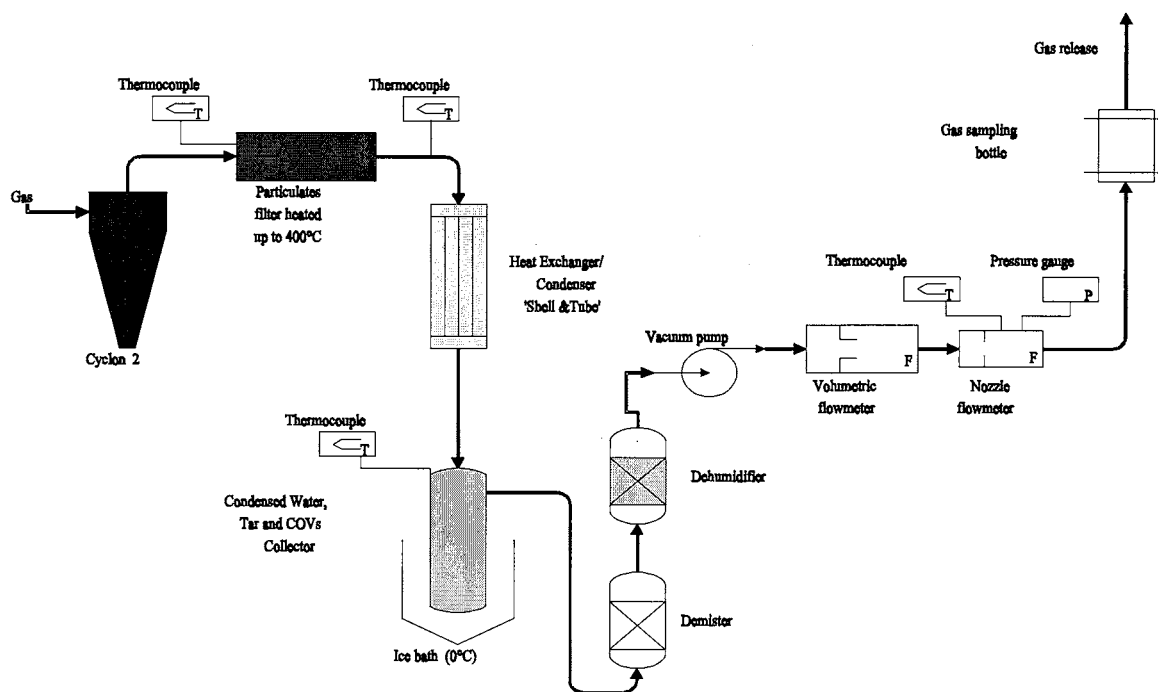 Gas release
Thermocouple
T
Thermocouple
T
Gas sampling
bottle
Gas
Particulates
filter heated
up to 400°C
Heat Exchanger/
Condenser
'Shell &Tube'
Cyclon 2
Thermocouple
T
Pressure gauge
P
Vacuum pump
F
Volumetric
flowmeter
F
Nozzle
flowmeter
Thermocouple
T
Dehumidifier
Condensed Water,
Tar and COVs
Collector
Demister
Ice bath (0°C)